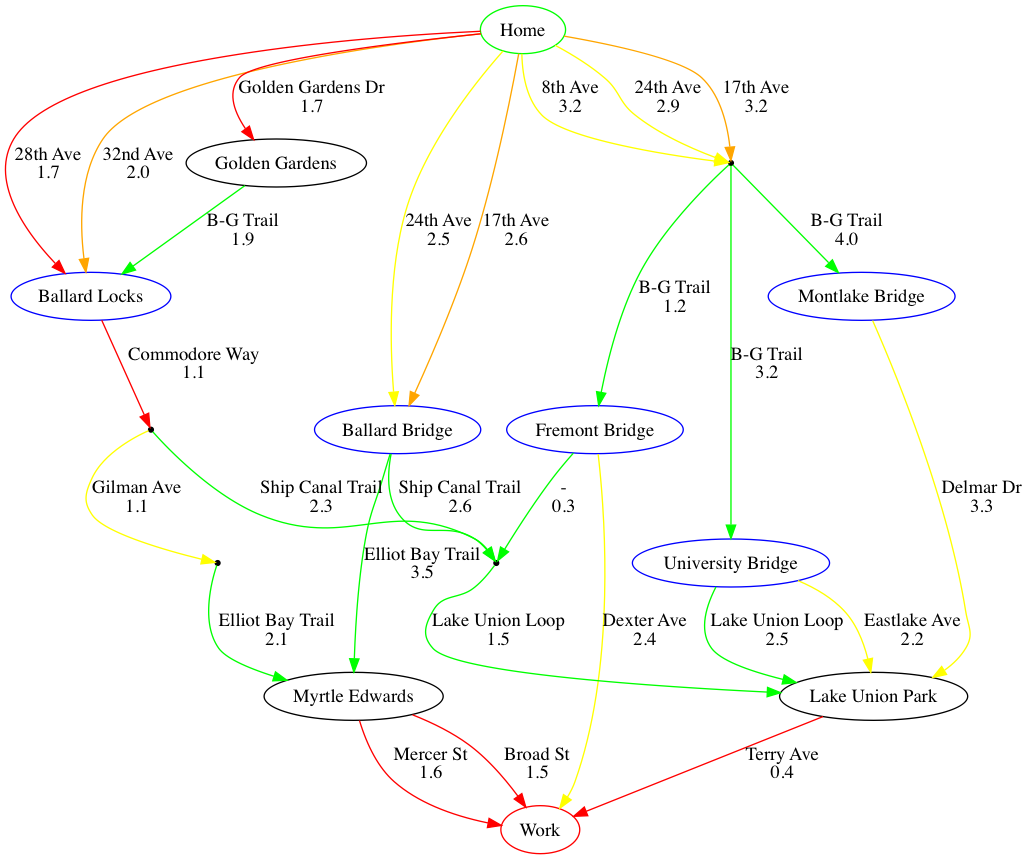 Home
Golden Gardens Dr
1.7
8th Ave
3.2
24th Ave
2.9
17th Ave
3.2
28th Ave
1.7
32nd Ave
2.0
Golden Gardens
B-G Trail
1.9
24th Ave
2.5
17th Ave
2.6
B-G Trail
4.0
B-G Trail
1.2
Ballard Locks
Montlake Bridge
Commodore Way
1.1
B-G Trail
3.2
Ballard Bridge
Fremont Bridge
Gilman Ave
1.1
Ship Canal Trail
2.3
Ship Canal Trail
2.6
-
0.3
Delmar Dr
3.3
Elliot Bay Trail
3.5
University Bridge
Elliot Bay Trail
2.1
Lake Union Loop
1.5
Dexter Ave
2.4
Lake Union Loop
2.5
Eastlake Ave
2.2
Myrtle Edwards
Lake Union Park
Mercer St
1.6
Broad St
1.5
Terry Ave
0.4
Work